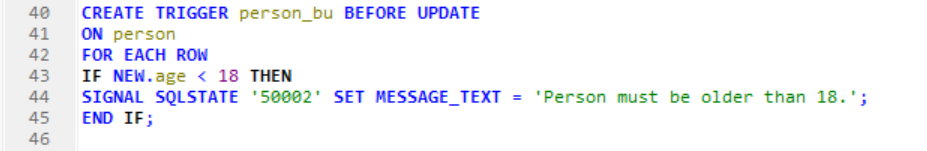 40 CREATE TRIGGER person_bu BEFORE UPDATE
41 ON person
42 FOR EACH ROW
43 IF NEW.age < 18 THEN
44 SIGNAL SQLSTATE '50002' SET MESSAGE_TEXT = 'Person must be older than 18.';
45 END IF;
46